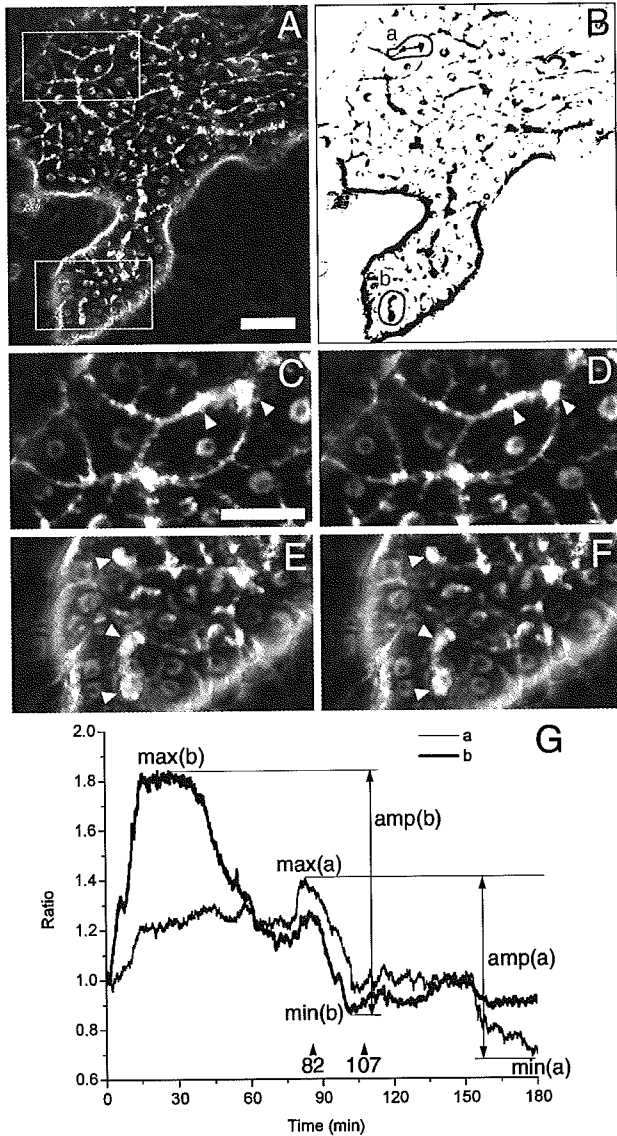 A
B
a
b
C
D
E
F
G
2.0
1.8
1.6
1.4
1.2
1.0
0.8
0.6
Ratio
max(b)
a
b
amp(b)
max(a)
amp(a)
min(b)
82
107
min(a)
0
30
60
90
120
150
180
Time (min)